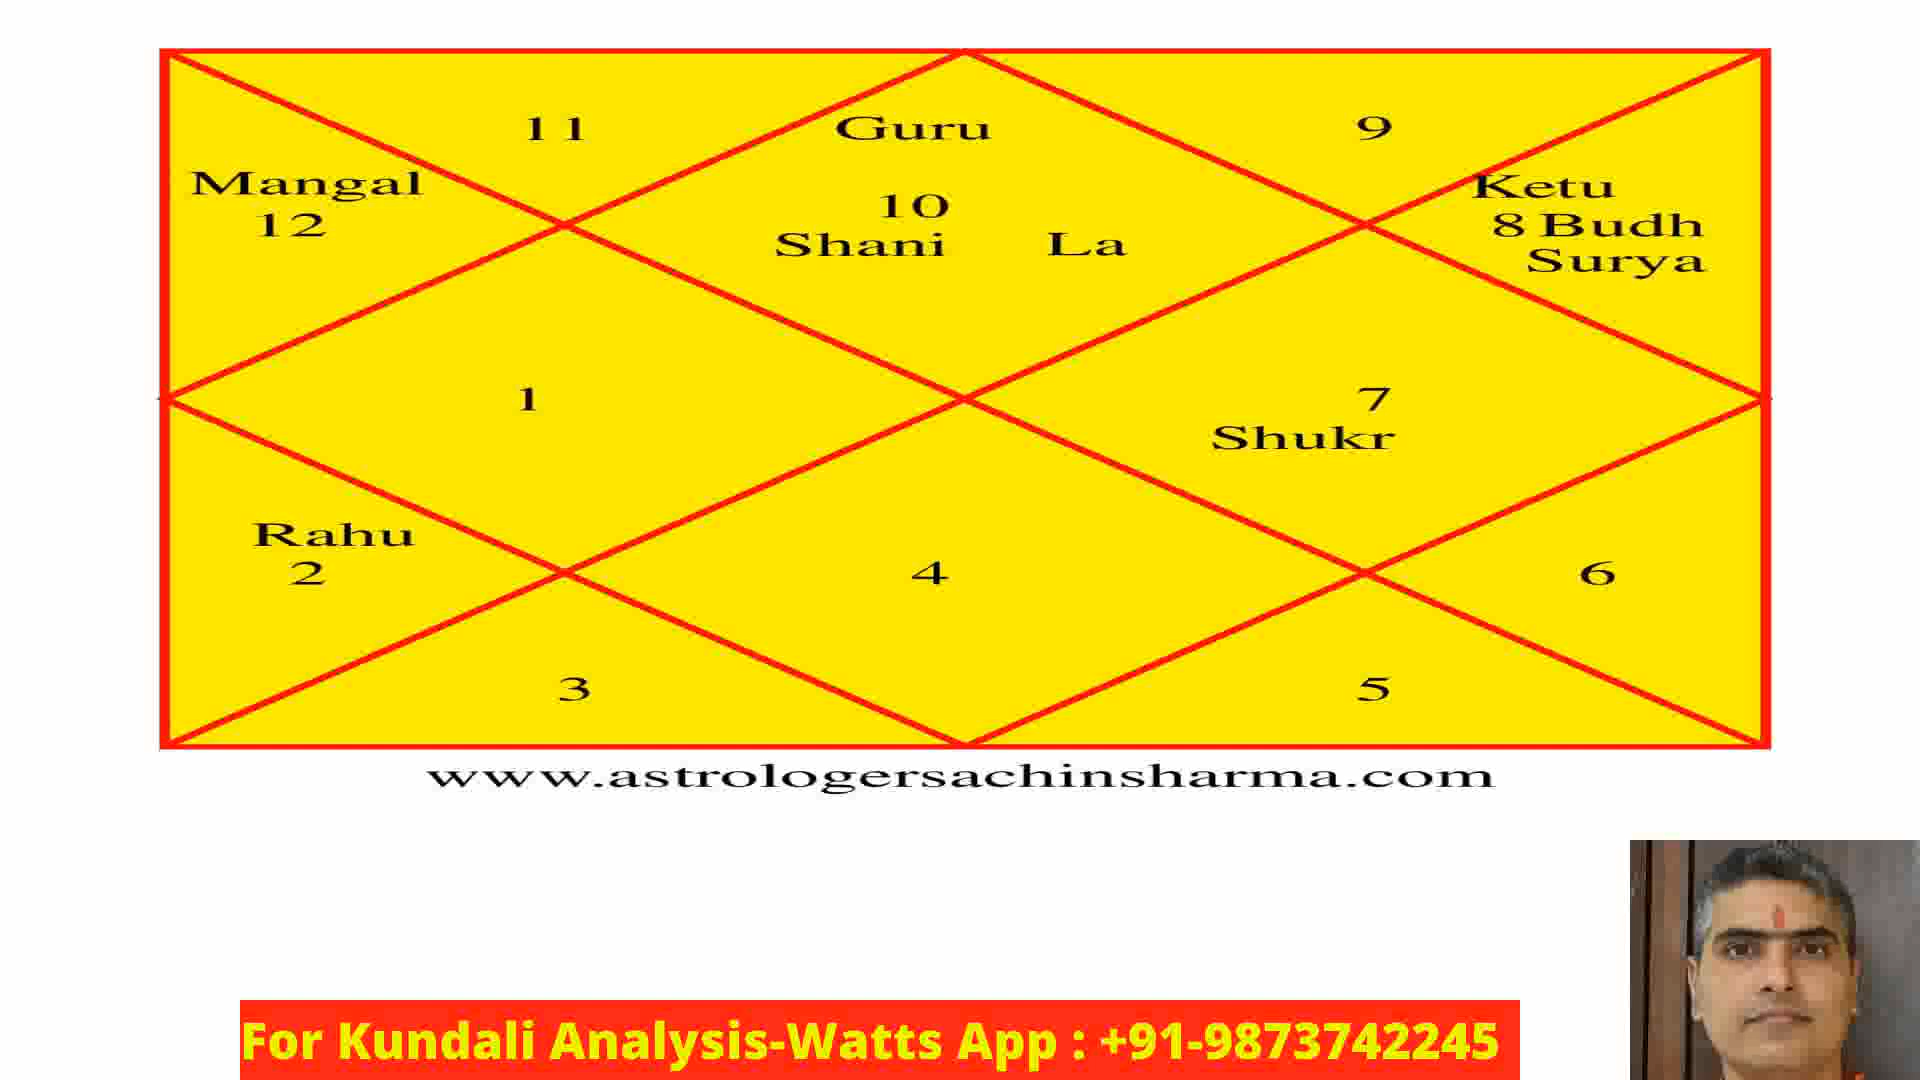 11
Guru
9
Mangal
12
10
Shani La
Ketu
8 Budh
Surya
1
7
Shukr
Rahu
2
4
6
3
5
www.astrologersachinsharma.com
For Kundali Analysis-Watts App : +91-9873742245